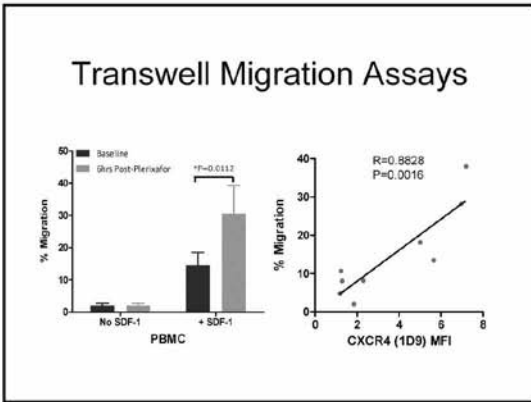 Transwell Migration Assays
Baseline
6hrs Post-Plerixafor
*P=0.0112
50
40
30
20
10
0
% Migration
No SDF-1
+ SDF-1
PBMC
R=0.8828
P=0.0016
40
30
20
10
0
% Migration
0
2
4
6
8
CXCR4 (1D9) MFI